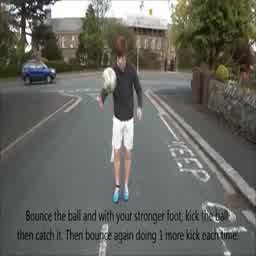 KEEP
Bounce the ball and with your stronger foot, kick the ball
then catch it. Then bounce again doing 1 more kick each time.